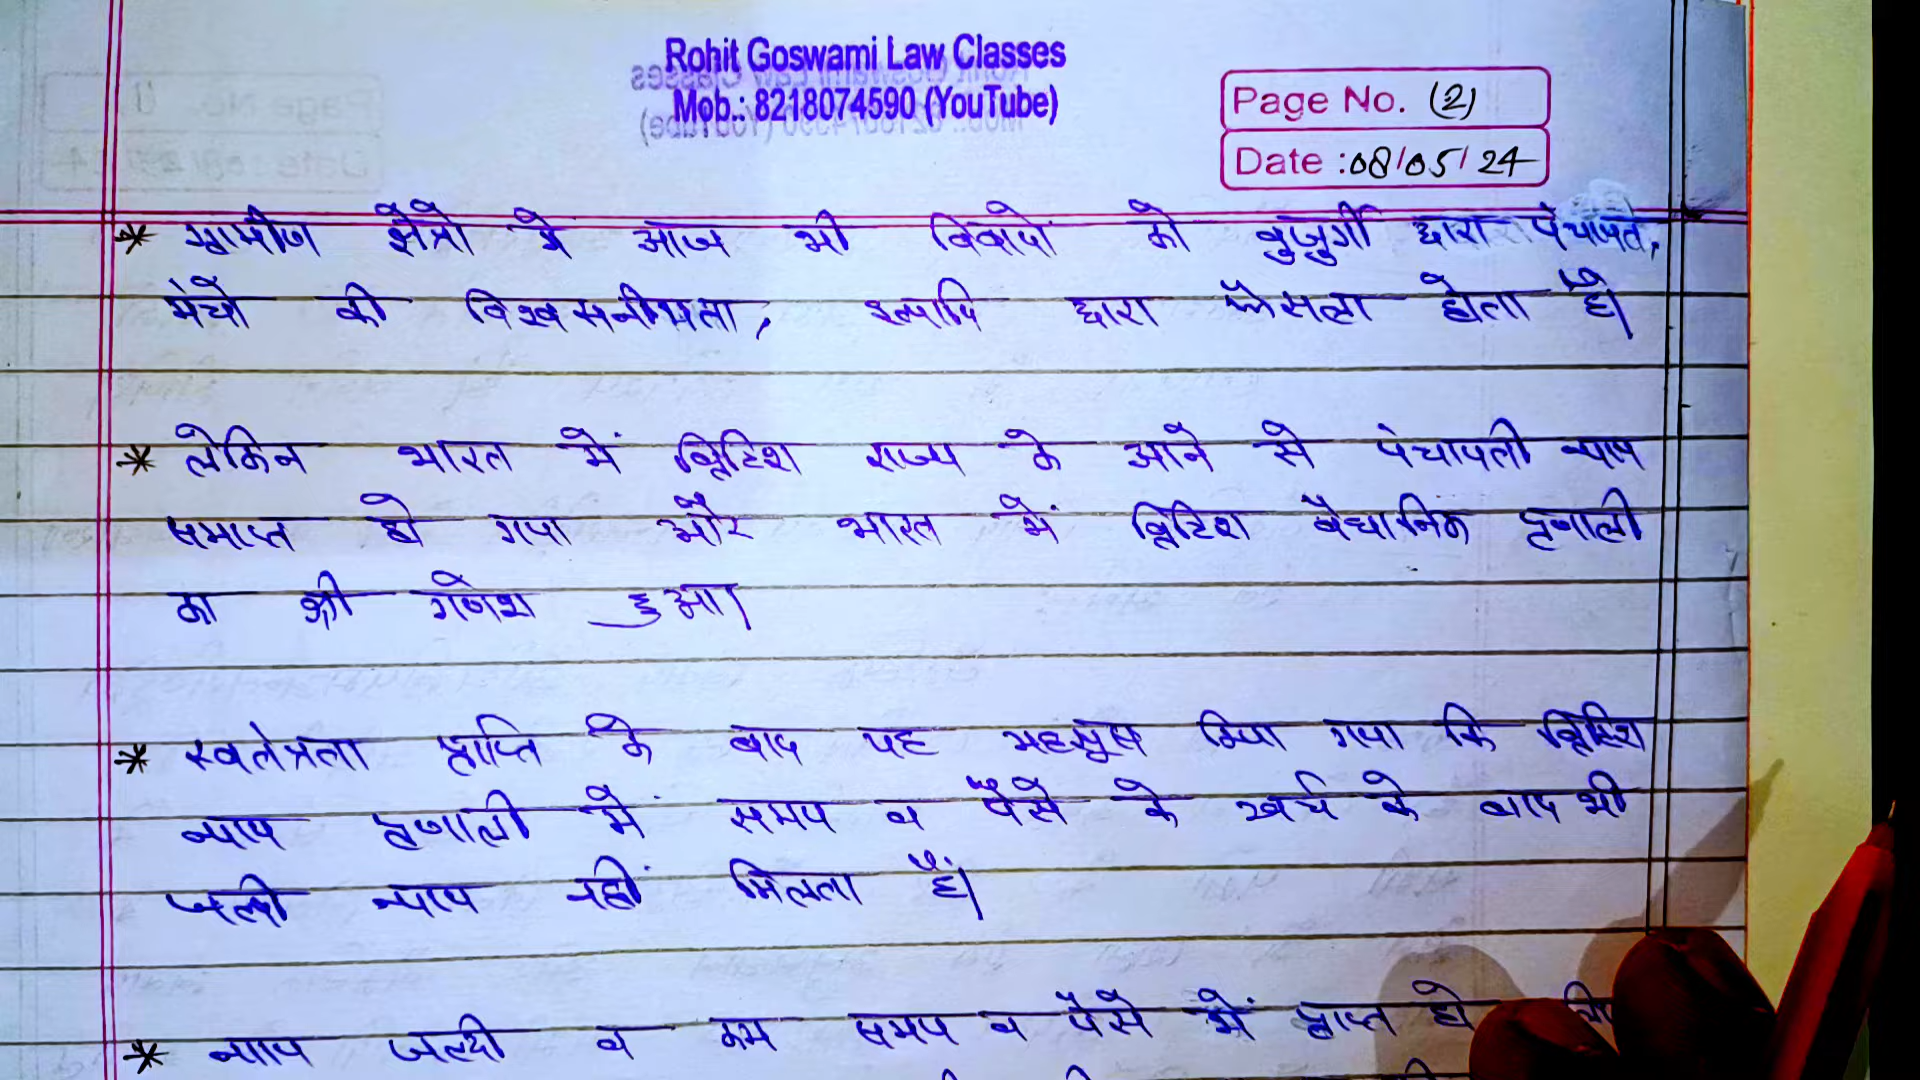 Rohit Goswami Law Classes
Mob.: 8218074590 (YouTube)
Page No. (2)
Date : 08/05/24
* ग्रामीण क्षेत्रो मे आज भी विवादो को बुजुर्गो द्वारा पंचायत,
पंचो की विश्वसनीयता, इत्यादि द्वारा फैसला होता है।
* लेकिन भारत में ब्रिटिश राज्य के आने से पंचायती न्याय
समाप्त हो गया और भारत में ब्रिटिश वैधानिक प्रणाली
का श्री गणेश हुआ।
* स्वतंत्रता प्राप्ति के बाद यह महसूस किया गया कि ब्रिटिश
न्याय प्रणाली में समय व पैसे के खर्च के बाद भी
जल्दी न्याय नहीं मिलता है।
* न्याय जल्दी व कम समय व पैसे में प्राप्त हो